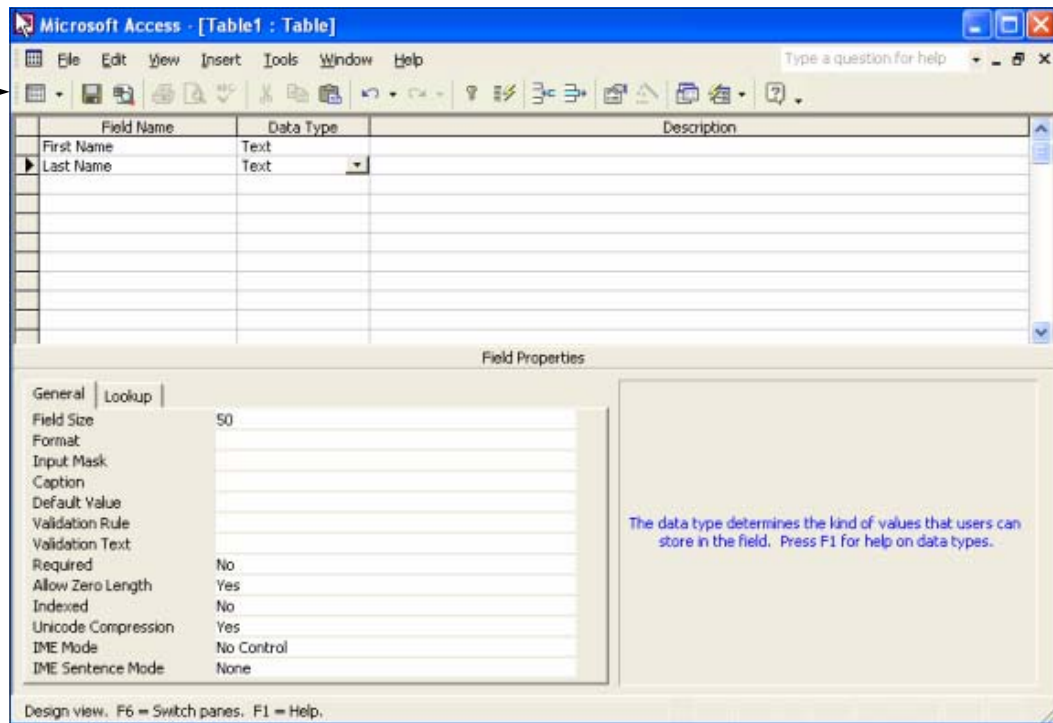 Microsoft Access - [Table1 : Table]
File Edit View Insert Tools Window Help Type a question for help
Field Name Data Type Description
First Name Text
Last Name Text
Field Properties
General Lookup
Field Size 50
Format
Input Mask
Caption
Default Value
Validation Rule
Validation Text
Required No
Allow Zero Length Yes
Indexed No
Unicode Compression Yes
IME Mode No Control
IME Sentence Mode None
The data type determines the kind of values that users can
store in the field. Press F1 for help on data types.
Design view. F6 = Switch panes. F1 = Help.